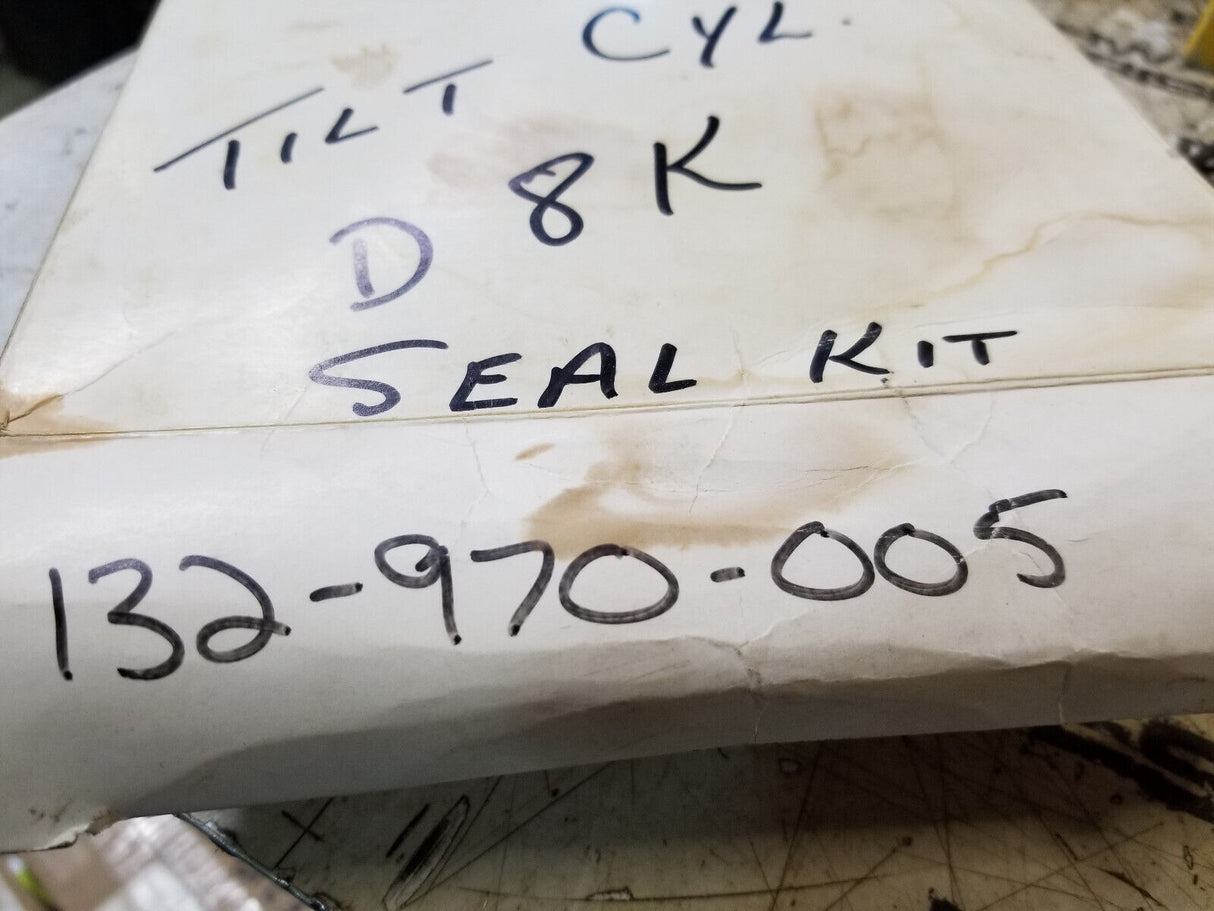 TILT CYL.
D 8K
SEAL KIT
132-970-005